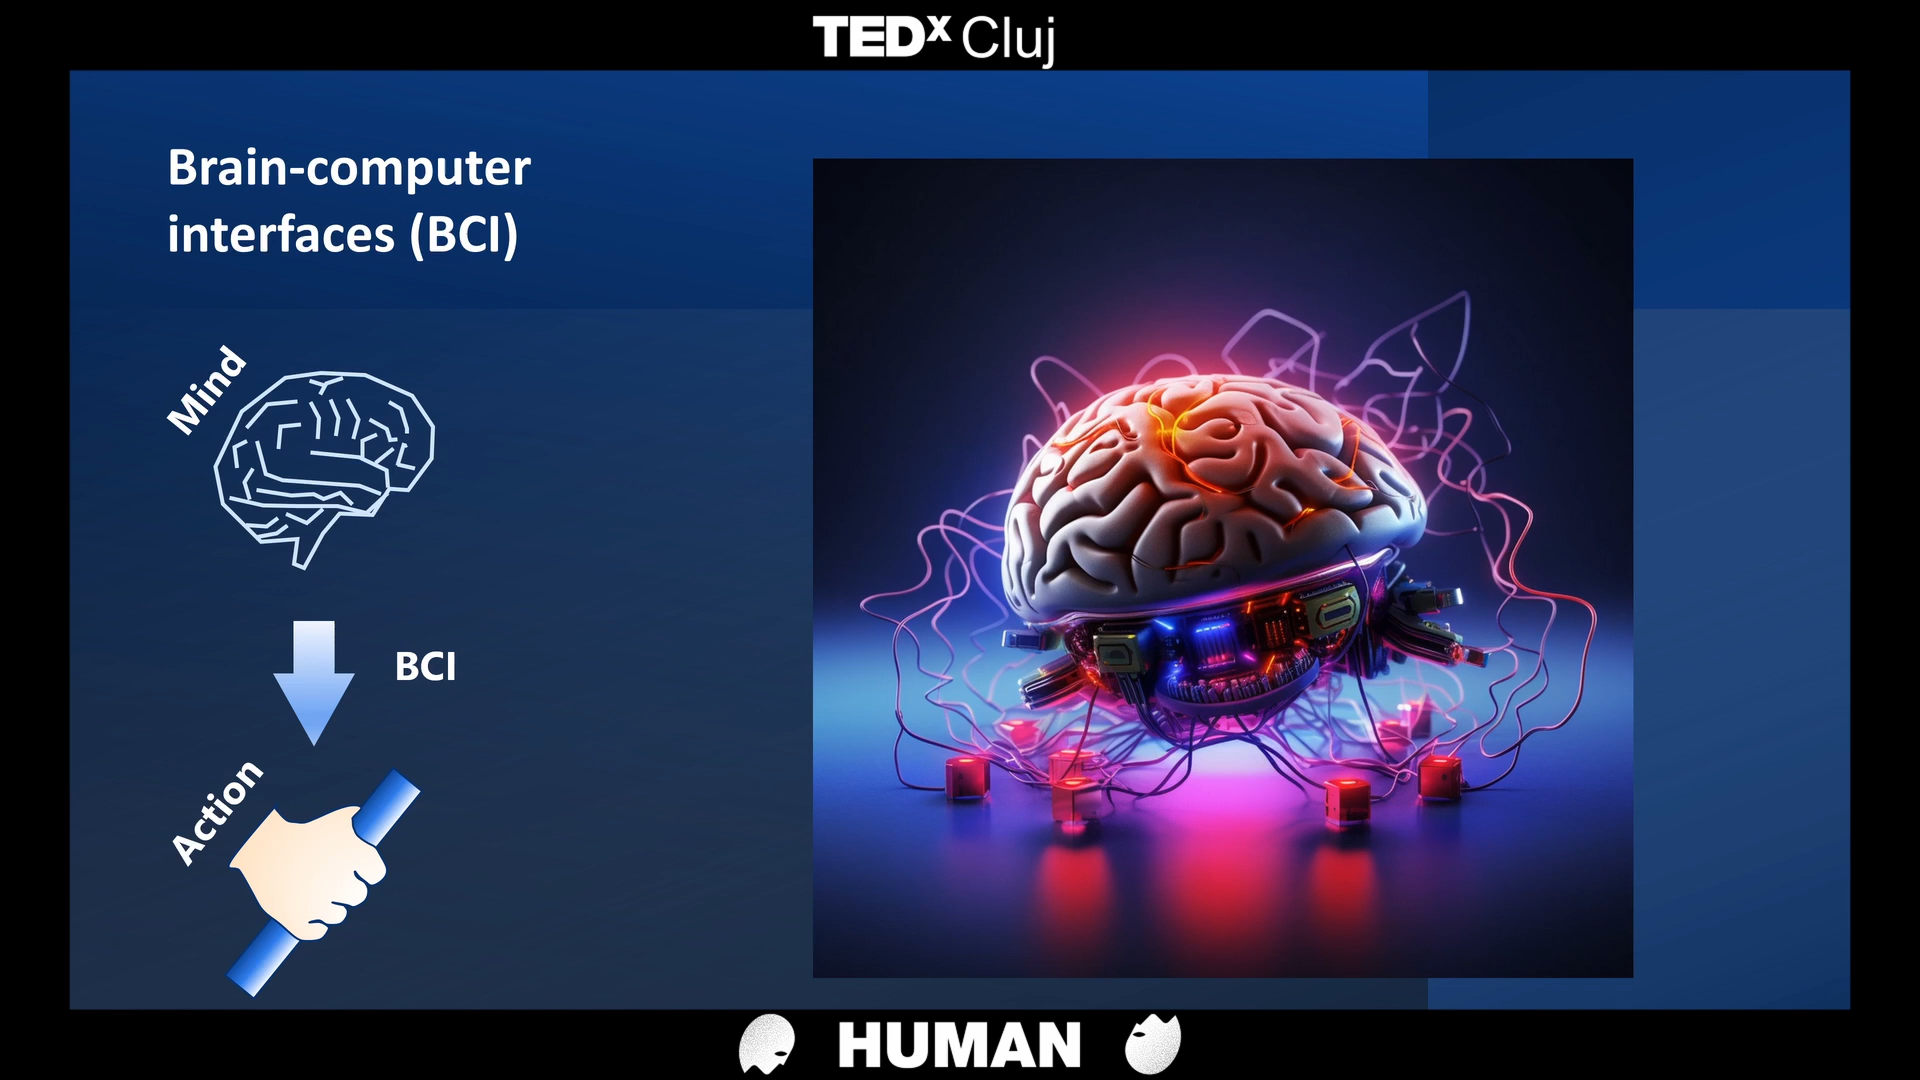 TEDx Cluj
Brain-computer
interfaces (BCI)
Mind
BCI
Action
HUMAN